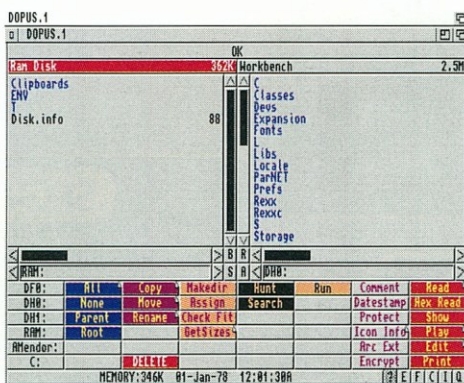 DOPUS.1
DOPUS.1
OK
Ram Disk 362K Workbench 2.5M
Clipboards
ENV
T
Disk.info 88
C
Classes
Devs
Expansion
Fonts
L
Libs
Locale
ParNET
Prefs
Rexx
Rexxc
S
Storage
B R
RAM: S A DH0:
DF0: All Copy Makedir Hunt Run Comment Read
DH0: None Move Assign Search Datestamp Hex Read
DH1: Parent Rename Check Fit Protect Show
RAM: Root GetSizes Icon Info Play
AMendor: Arc Ext Edit
C: DELETE Encrypt Print
MEMORY:346K 01-Jan-78 12:01:30A ? E F C I Q